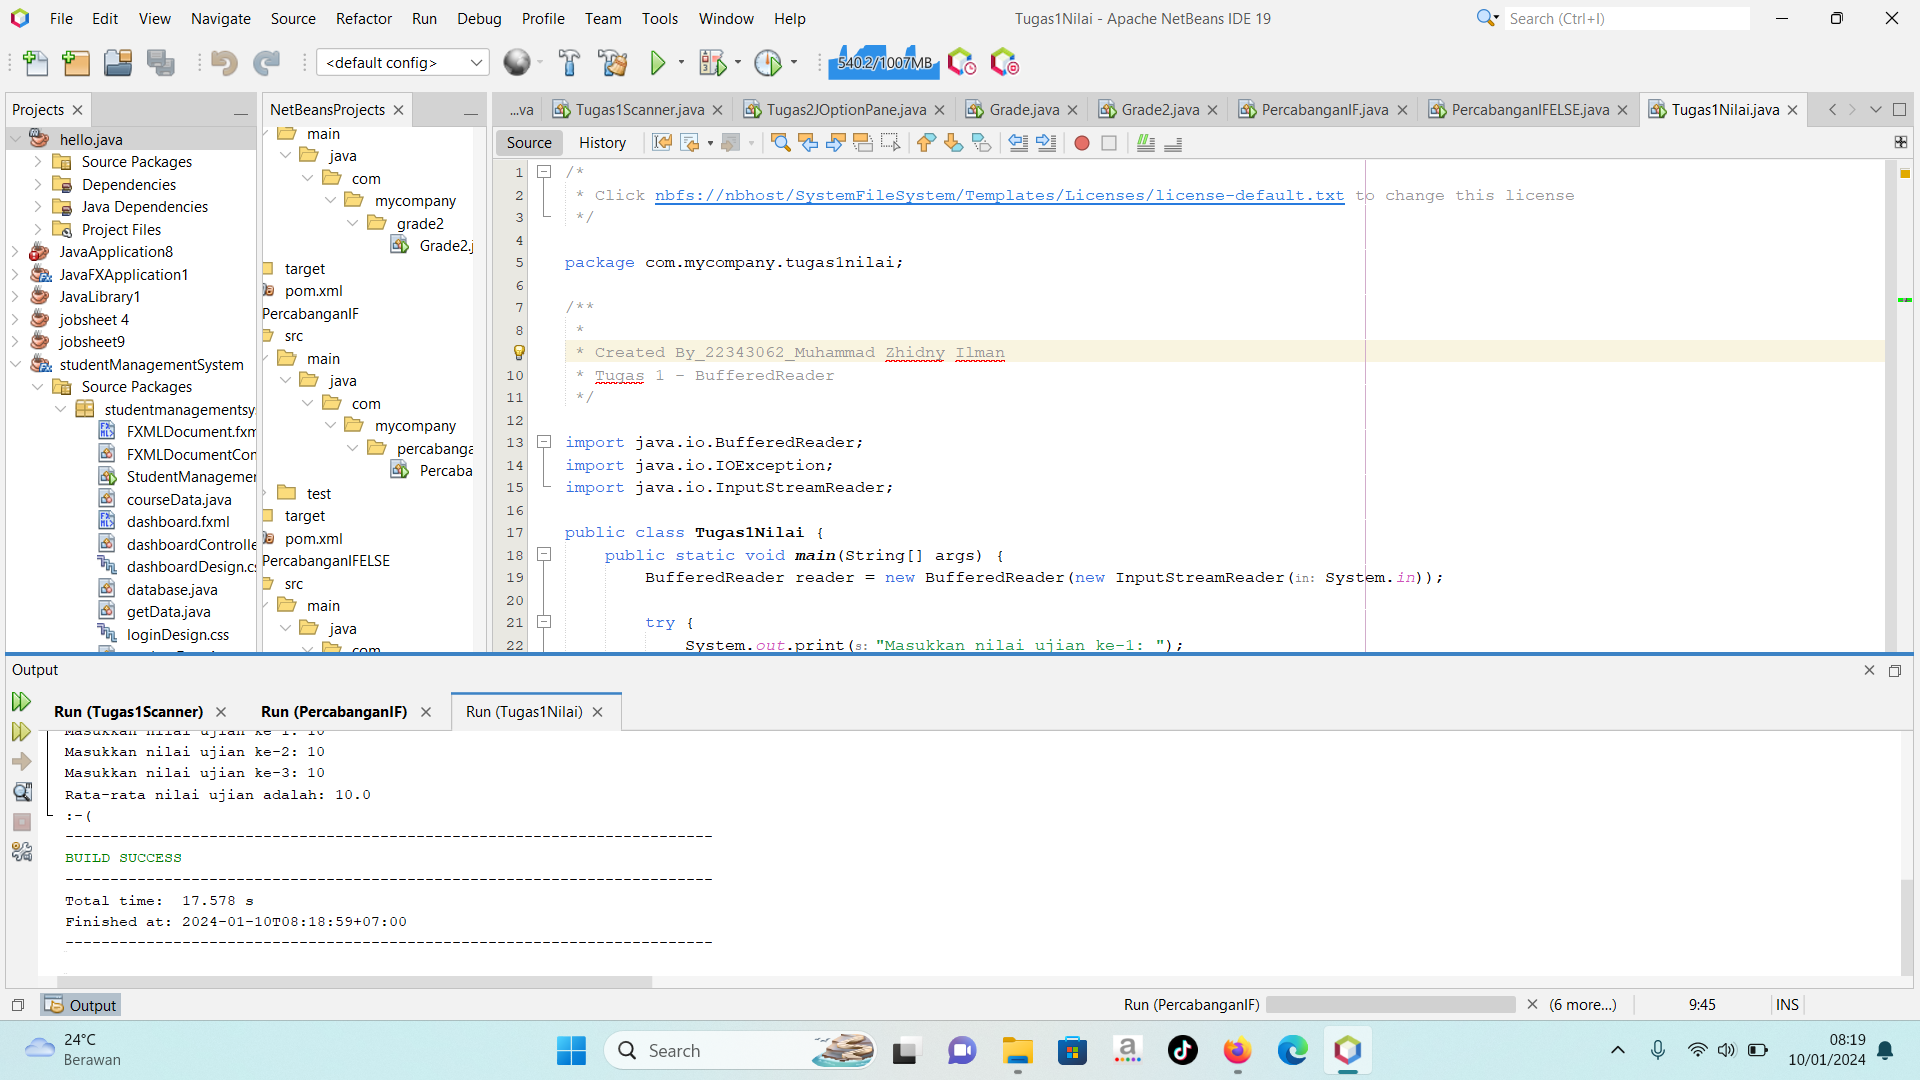 File Edit View Navigate Source Refactor Run Debug Profile Team Tools Window Help
Tugas1Nilai - Apache NetBeans IDE 19
Search (Ctrl+I)
<default config>
540.2/1007MB
Projects
hello.java
Source Packages
Dependencies
Java Dependencies
Project Files
JavaApplication8
JavaFXApplication1
JavaLibrary1
jobsheet 4
jobsheet9
studentManagementSystem
Source Packages
studentmanagementsy
FXMLDocument.fxm
FXMLDocumentCon
StudentManagemer
courseData.java
dashboard.fxml
dashboardControlle
dashboardDesign.cs
database.java
getData.java
loginDesign.css
NetBeansProjects
main
java
com
mycompany
grade2
Grade2.j
target
pom.xml
PercabanganIF
src
main
java
com
mycompany
percabanga
Percaba
test
target
pom.xml
PercabanganIFELSE
src
main
java
com
...va Tugas1Scanner.java Tugas2JOptionPane.java Grade.java Grade2.java PercabanganIF.java PercabanganIFELSE.java Tugas1Nilai.java
Source History
1 /*
2 * Click nbfs://nbhost/SystemFileSystem/Templates/Licenses/license-default.txt to change this license
3 */
4
5 package com.mycompany.tugas1nilai;
6
7 /**
8 *
* Created By_22343062_Muhammad Zhidny Ilman
10 * Tugas 1 - BufferedReader
11 */
12
13 import java.io.BufferedReader;
14 import java.io.IOException;
15 import java.io.InputStreamReader;
16
17 public class Tugas1Nilai {
18 public static void main(String[] args) {
19 BufferedReader reader = new BufferedReader(new InputStreamReader(in: System.in));
20
21 try {
22 System.out.print(s: "Masukkan nilai ujian ke-1: ");
Output
Run (Tugas1Scanner) Run (PercabanganIF) Run (Tugas1Nilai)
Masukkan nilai ujian ke-1: 10
Masukkan nilai ujian ke-2: 10
Masukkan nilai ujian ke-3: 10
Rata-rata nilai ujian adalah: 10.0
:-(
------------------------------------------------------------------------
BUILD SUCCESS
------------------------------------------------------------------------
Total time:  17.578 s
Finished at: 2024-01-10T08:18:59+07:00
------------------------------------------------------------------------
Output
Run (PercabanganIF) (6 more...) 9:45 INS
24°C
Berawan
Search
08:19
10/01/2024